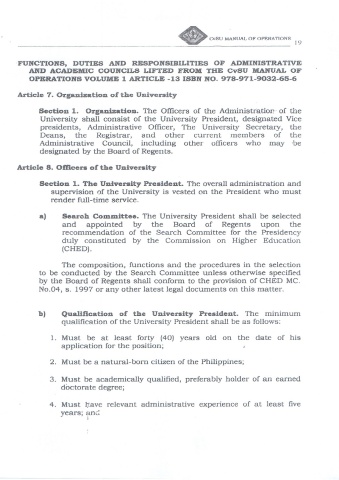 CvSU MANUAL OF OPERATIONS
19
FUNCTIONS, DUTIES AND RESPONSIBILITIES OF ADMINISTRATIVE
AND ACADEMIC COUNCILS LIFTED FROM THE CvSU MANUAL OF
OPERATIONS VOLUME 1 ARTICLE -13 ISBN NO. 978-971-9032-65-6
Article 7. Organization of the University
Section 1. Organization. The Officers of the Administration of the
University shall consist of the University President, designated Vice
presidents, Administrative Officer, The University Secretary, the
Deans, the Registrar, and other current members of the
Administrative Council, including other officers who may be
designated by the Board of Regents.
Article 8. Officers of the University
Section 1. The University President. The overall administration and
supervision of the University is vested on the President who must
render full-time service.
a) Search Committee. The University President shall be selected
and appointed by the Board of Regents upon the
recommendation of the Search Committee for the Presidency
duly constituted by the Commission on Higher Education
(CHED).
The composition, functions and the procedures in the selection
to be conducted by the Search Committee unless otherwise specified
by the Board of Regents shall conform to the provision of CHED MC.
No.04, s. 1997 or any other latest legal documents on this matter.
b) Qualification of the University President. The minimum
qualification of the University President shall be as follows:
1. Must be at least forty (40) years old on the date of his
application for the position;
2. Must be a natural-born citizen of the Philippines;
3. Must be academically qualified, preferably holder of an earned
doctorate degree;
4. Must have relevant administrative experience of at least five
years; and